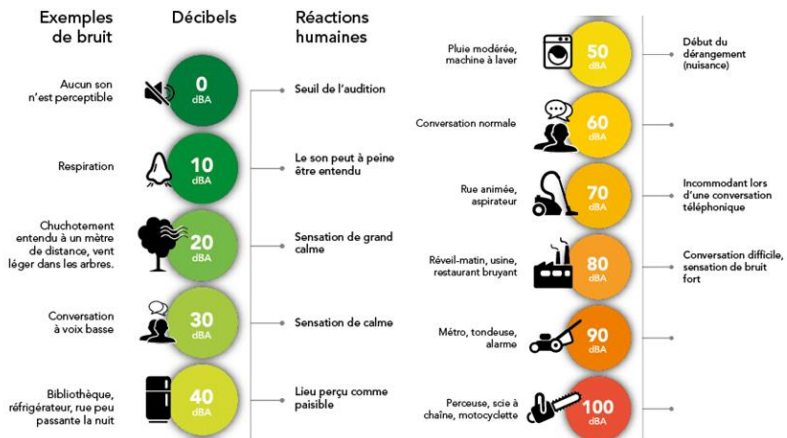 Exemples
de bruit
Décibels
Réactions
humaines
Aucun son
n'est perceptible
0
dBA
Seuil de l'audition
Respiration
10
dBA
Le son peut à peine
être entendu
Chuchotement
entendu à un mètre
de distance, vent
léger dans les arbres.
20
dBA
Sensation de grand
calme
Conversation
à voix basse
30
dBA
Sensation de calme
Bibliothèque,
réfrigérateur, rue peu
passante la nuit
40
dBA
Lieu perçu comme
paisible
Pluie modérée,
machine à laver
50
dBA
Début du
dérangement
(nuisance)
Conversation normale
60
dBA
Rue animée,
aspirateur
70
dBA
Incommodant lors
d'une conversation
téléphonique
Réveil-matin, usine,
restaurant bruyant
80
dBA
Conversation difficile,
sensation de bruit
fort
Métro, tondeuse,
alarme
90
dBA
Perceuse, scie à
chaîne, motocyclette
100
dBA